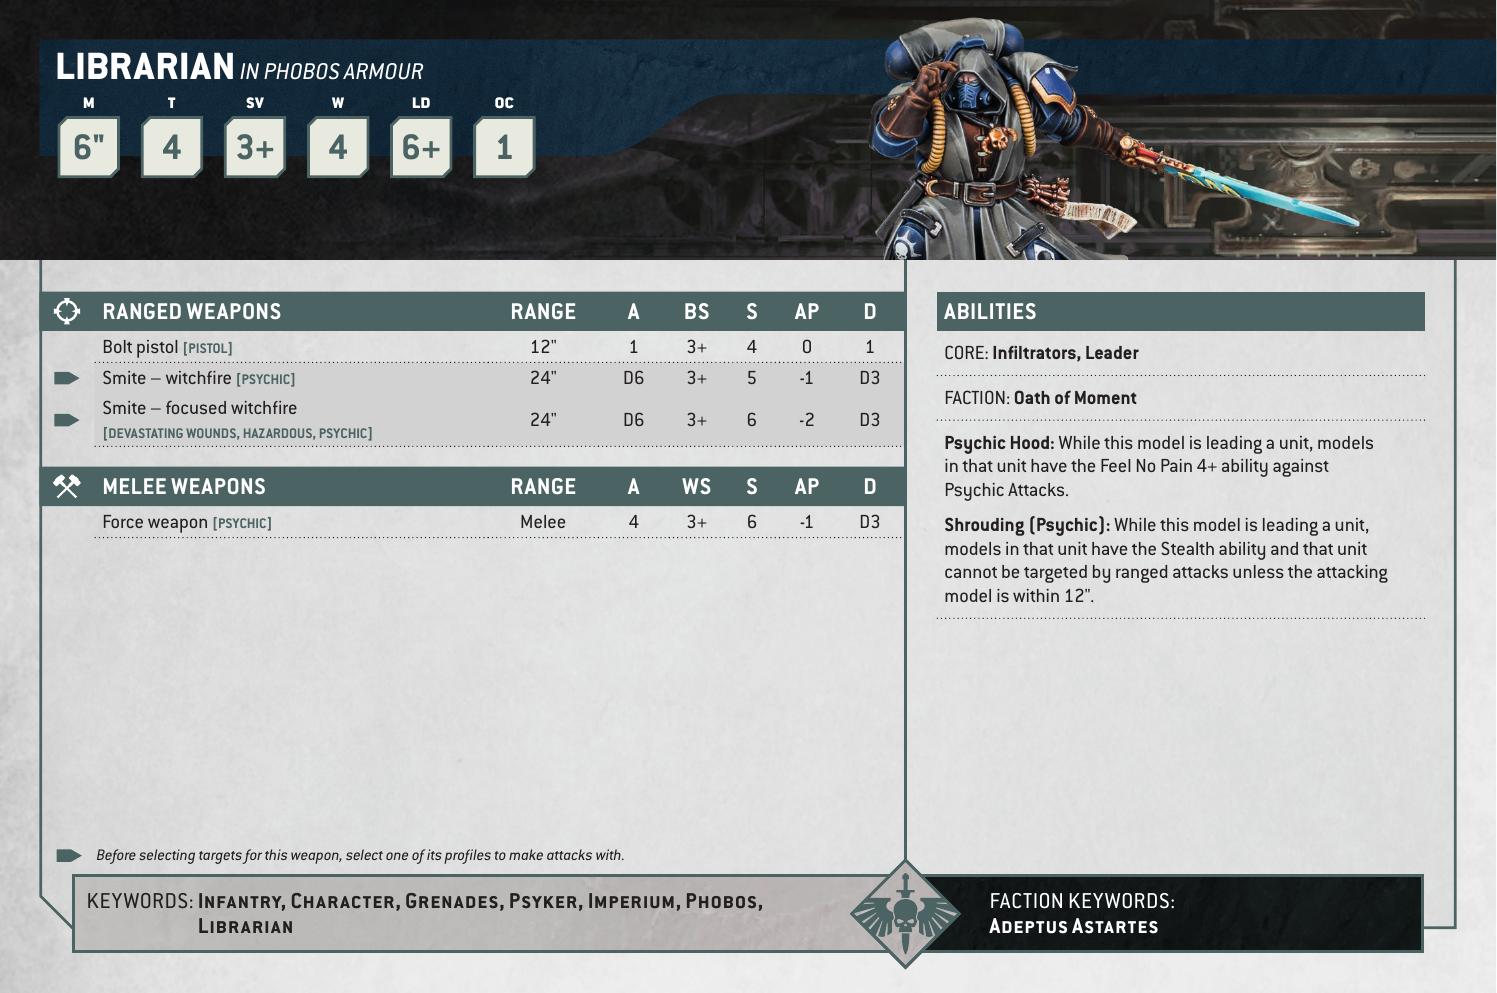 LIBRARIAN IN PHOBOS ARMOUR
M T SV W LD OC
6" 4 3+ 4 6+ 1
RANGED WEAPONS RANGE A BS S AP D
Bolt pistol [PISTOL] 12" 1 3+ 4 0 1
Smite – witchfire [PSYCHIC] 24" D6 3+ 5 -1 D3
Smite – focused witchfire
[DEVASTATING WOUNDS, HAZARDOUS, PSYCHIC] 24" D6 3+ 6 -2 D3
MELEE WEAPONS RANGE A WS S AP D
Force weapon [PSYCHIC] Melee 4 3+ 6 -1 D3
Before selecting targets for this weapon, select one of its profiles to make attacks with.
ABILITIES
CORE: Infiltrators, Leader
FACTION: Oath of Moment
Psychic Hood: While this model is leading a unit, models
in that unit have the Feel No Pain 4+ ability against
Psychic Attacks.
Shrouding (Psychic): While this model is leading a unit,
models in that unit have the Stealth ability and that unit
cannot be targeted by ranged attacks unless the attacking
model is within 12".
KEYWORDS: INFANTRY, CHARACTER, GRENADES, PSYKER, IMPERIUM, PHOBOS,
LIBRARIAN
FACTION KEYWORDS:
ADEPTUS ASTARTES